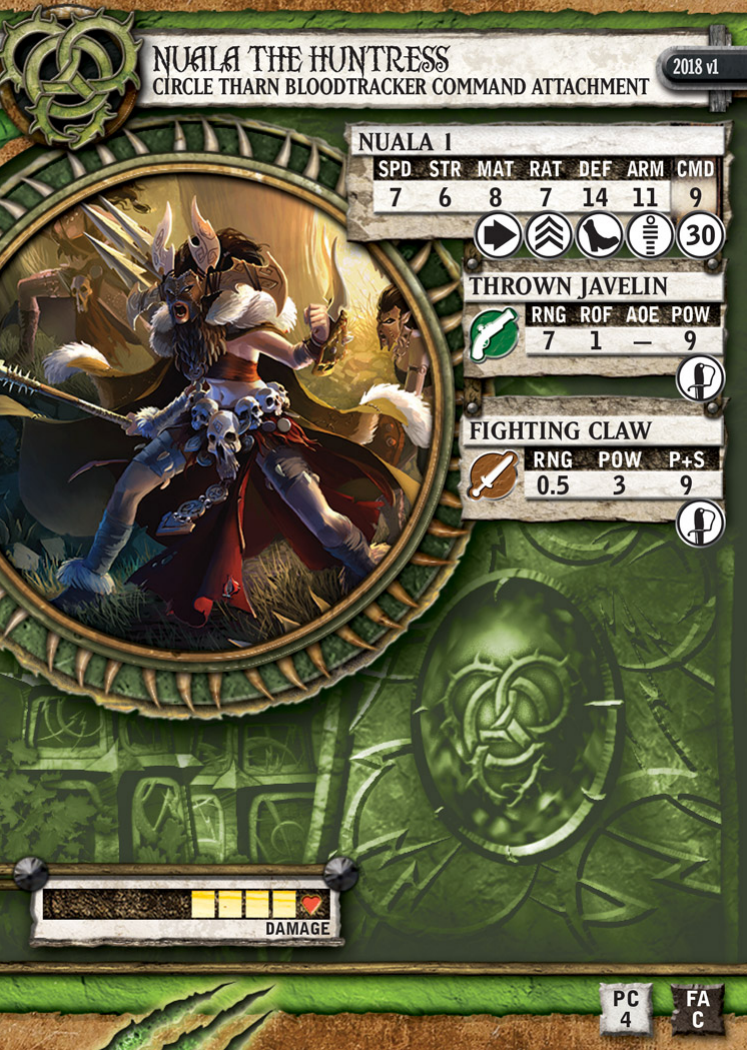 NUALA THE HUNTRESS
CIRCLE THARN BLOODTRACKER COMMAND ATTACHMENT
2018 v1
NUALA 1
SPD STR MAT RAT DEF ARM CMD
7 6 8 7 14 11 9
30
THROWN JAVELIN
RNG ROF AOE POW
7 1 — 9
FIGHTING CLAW
RNG POW P+S
0.5 3 9
DAMAGE
PC FA
4 C